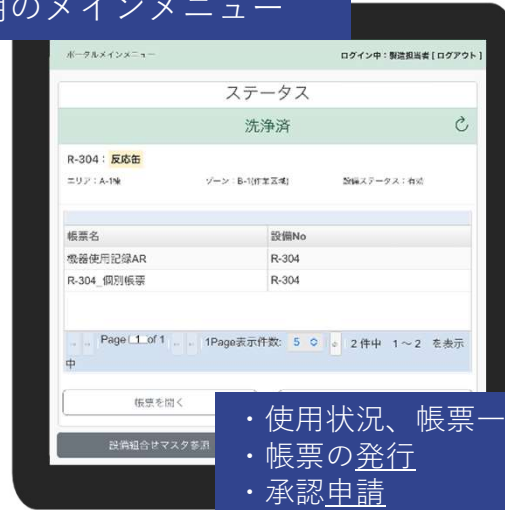 のメインメニュー
ポータルメインメニュー
ログイン中：製造担当者 [ ログアウト ]
ステータス
洗浄済
R-304：反応缶
エリア：A-1棟 ゾーン：B-1(作業区域) 設備ステータス：有効
帳票名 設備No
機器使用記録AR R-304
R-304_個別帳票 R-304
Page 1 of 1 1Page表示件数: 5 2 件中 1 ～ 2 を表示
中
帳票を開く
設備組合せマスタ参照
・使用状況、帳票一
・帳票の発行
・承認申請